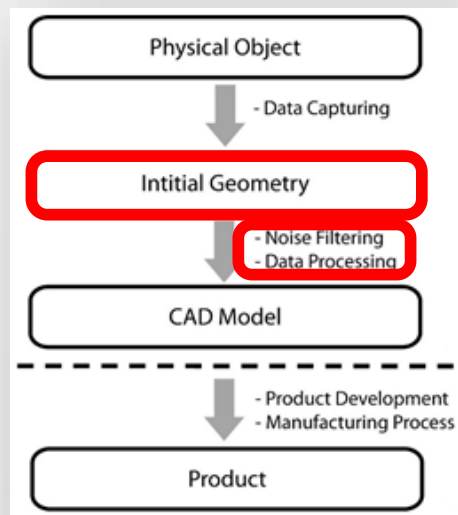 Physical Object
- Data Capturing
Intitial Geometry
- Noise Filtering
- Data Processing
CAD Model
- Product Development
- Manufacturing Process
Product